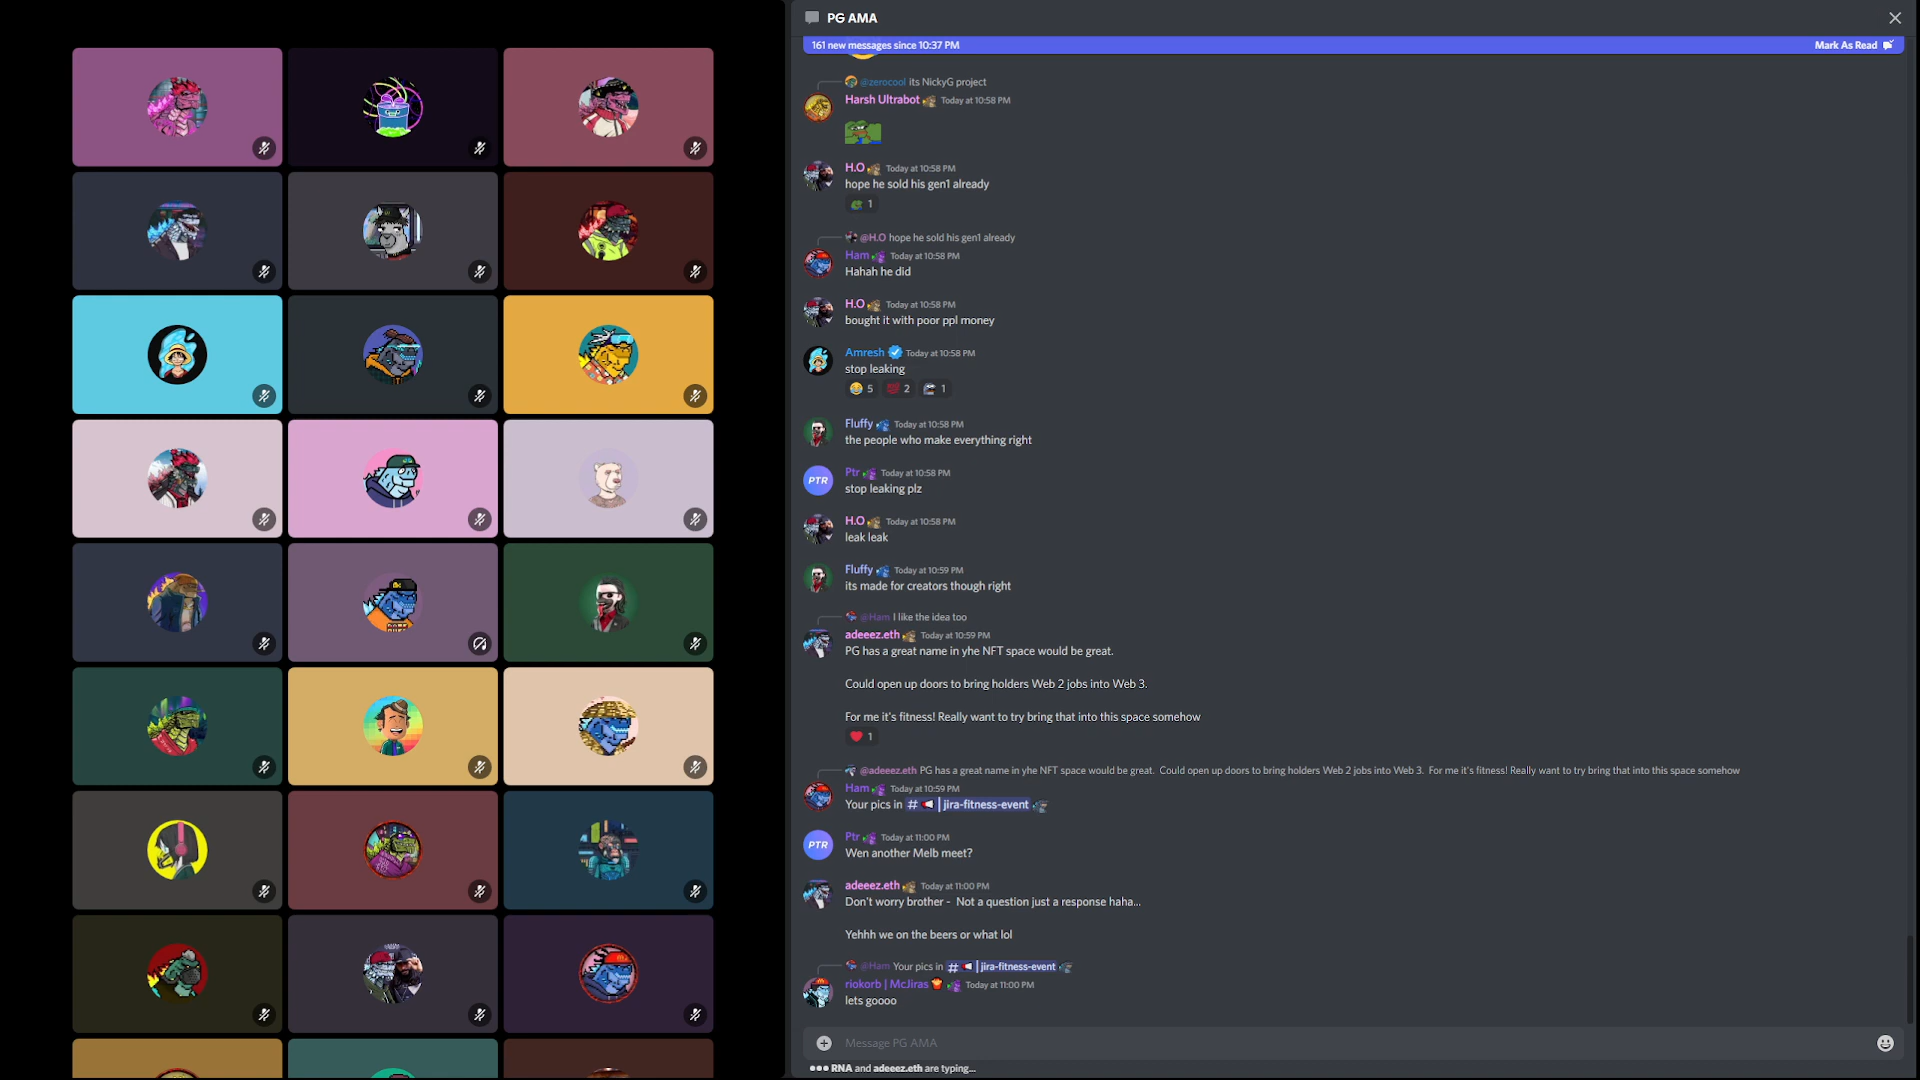 PG AMA
161 new messages since 10:37 PM
Mark As Read
@zerocool its NickyG project
Harsh Ultrabot Today at 10:58 PM
H.O Today at 10:58 PM
hope he sold his gen1 already
1
@H.O hope he sold his gen1 already
Ham Today at 10:58 PM
Hahah he did
H.O Today at 10:58 PM
bought it with poor ppl money
Amresh Today at 10:58 PM
stop leaking
5 2 1
Fluffy Today at 10:58 PM
the people who make everything right
PTR
Ptr Today at 10:58 PM
stop leaking plz
H.O Today at 10:58 PM
leak leak
Fluffy Today at 10:59 PM
its made for creators though right
@Ham I like the idea too
adeeez.eth Today at 10:59 PM
PG has a great name in yhe NFT space would be great.
Could open up doors to bring holders Web 2 jobs into Web 3.
For me it's fitness! Really want to try bring that into this space somehow
1
@adeeez.eth PG has a great name in yhe NFT space would be great. Could open up doors to bring holders Web 2 jobs into Web 3. For me it's fitness! Really want to try bring that into this space somehow
Ham Today at 10:59 PM
Your pics in # | jira-fitness-event
PTR
Ptr Today at 11:00 PM
Wen another Melb meet?
adeeez.eth Today at 11:00 PM
Don't worry brother - Not a question just a response haha...
Yehhh we on the beers or what lol
@Ham Your pics in # | jira-fitness-event
riokorb | McJiras Today at 11:00 PM
lets goooo
Message PG AMA
RNA and adeeez.eth are typing...